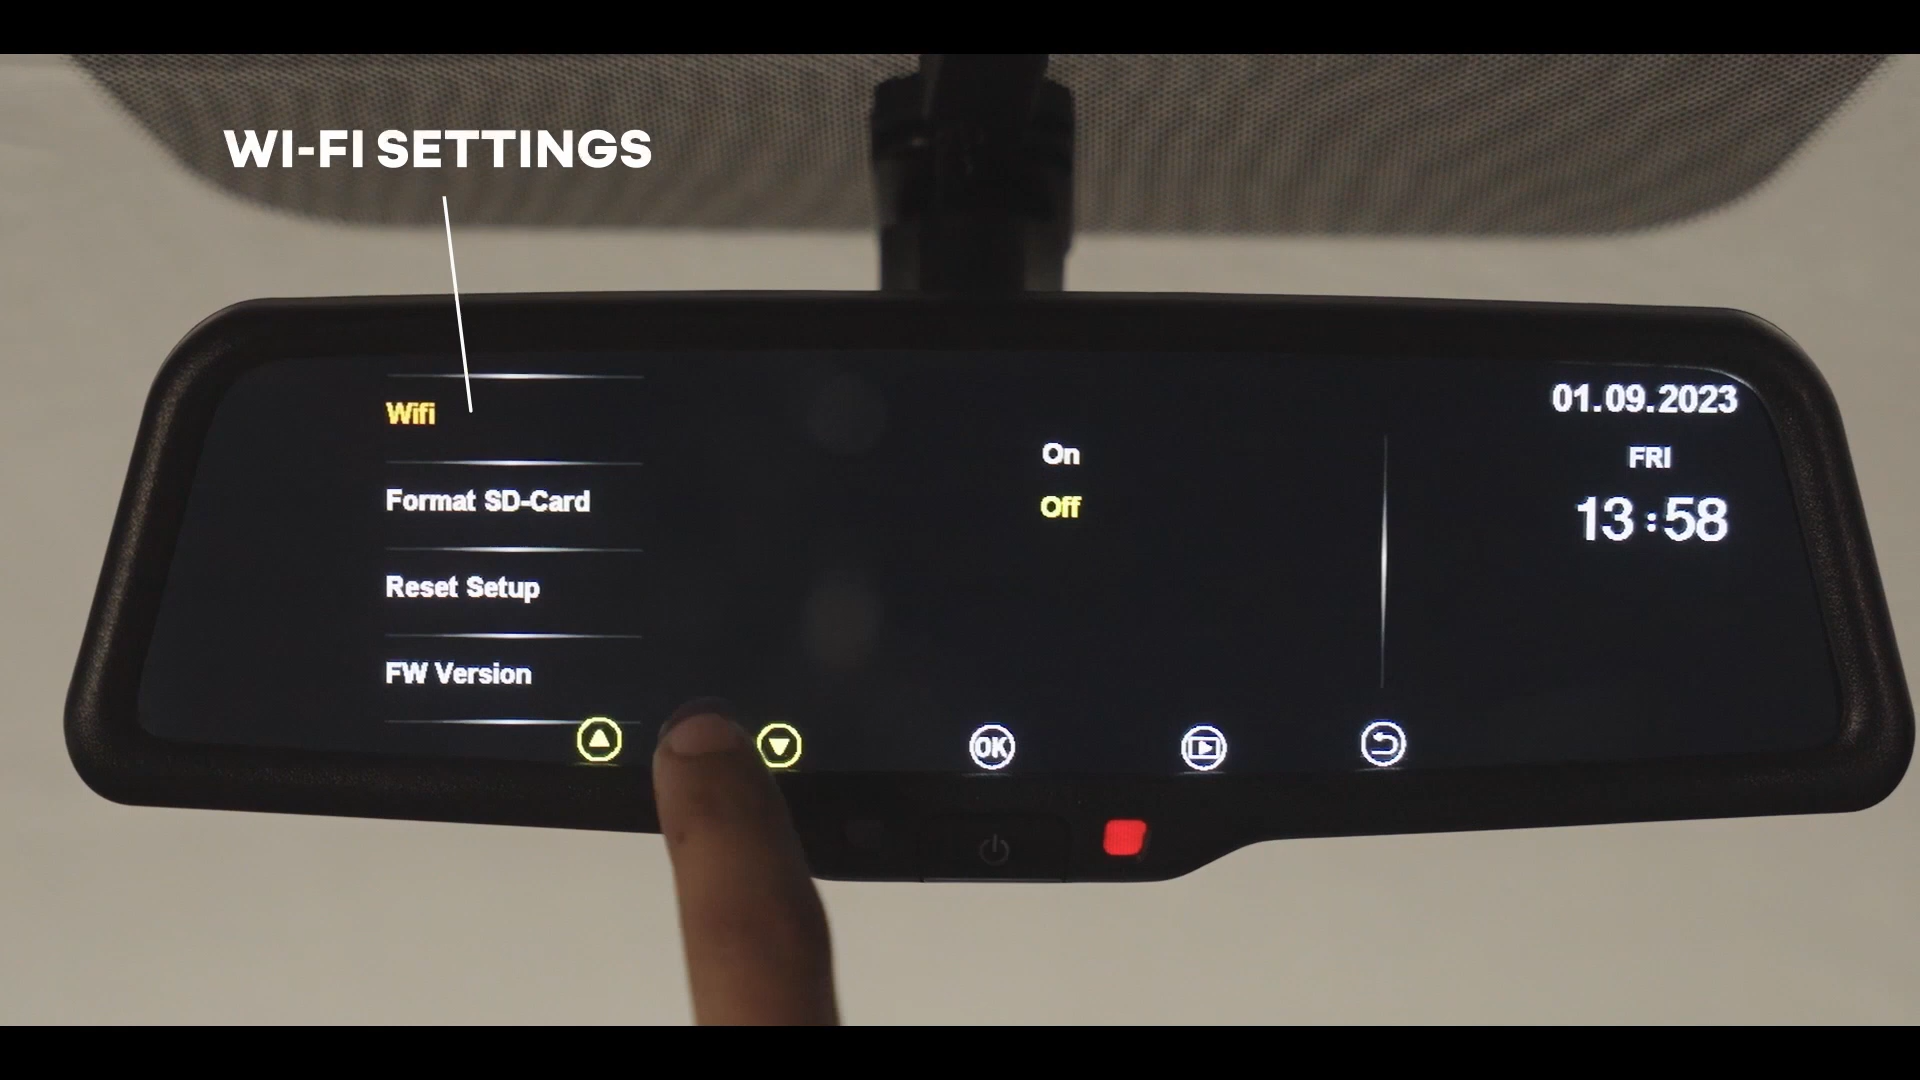 WI-FI SETTINGS
Wifi
Format SD-Card
Reset Setup
FW Version
On
Off
01.09.2023
FRI
13:58
OK